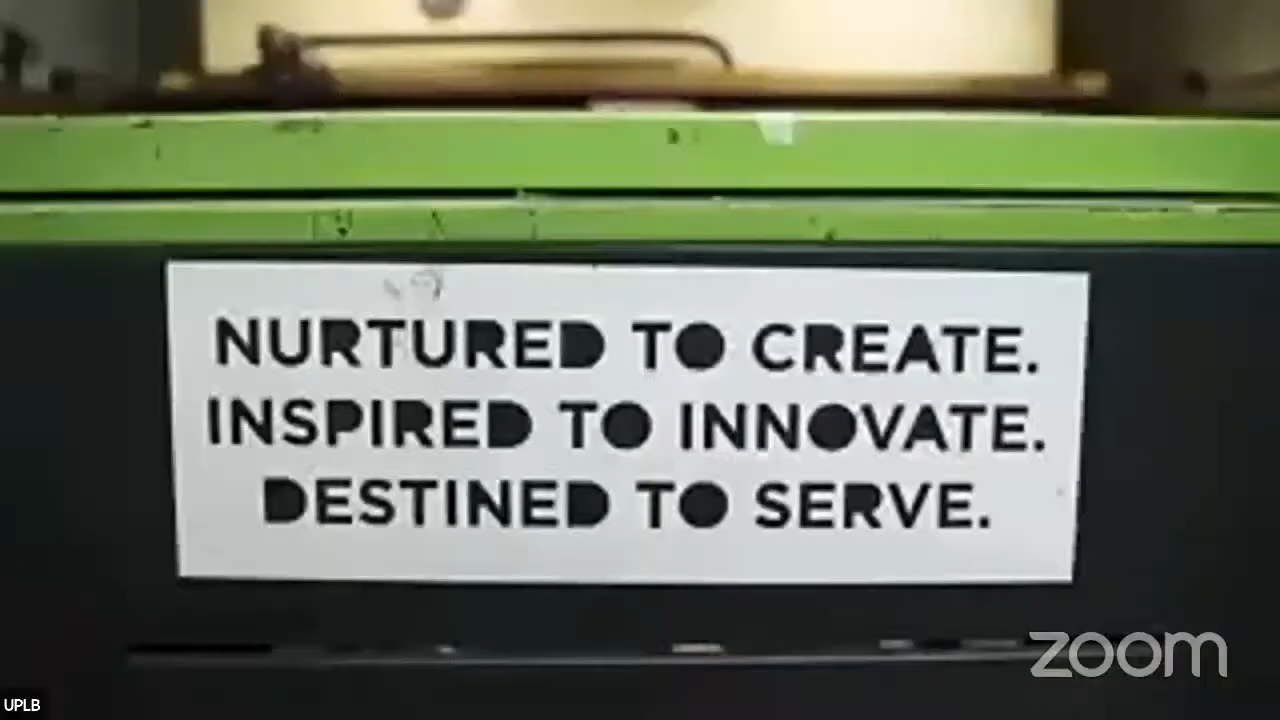 NURTURED TO CREATE.
INSPIRED TO INNOVATE.
DESTINED TO SERVE.
zoom
UPLB